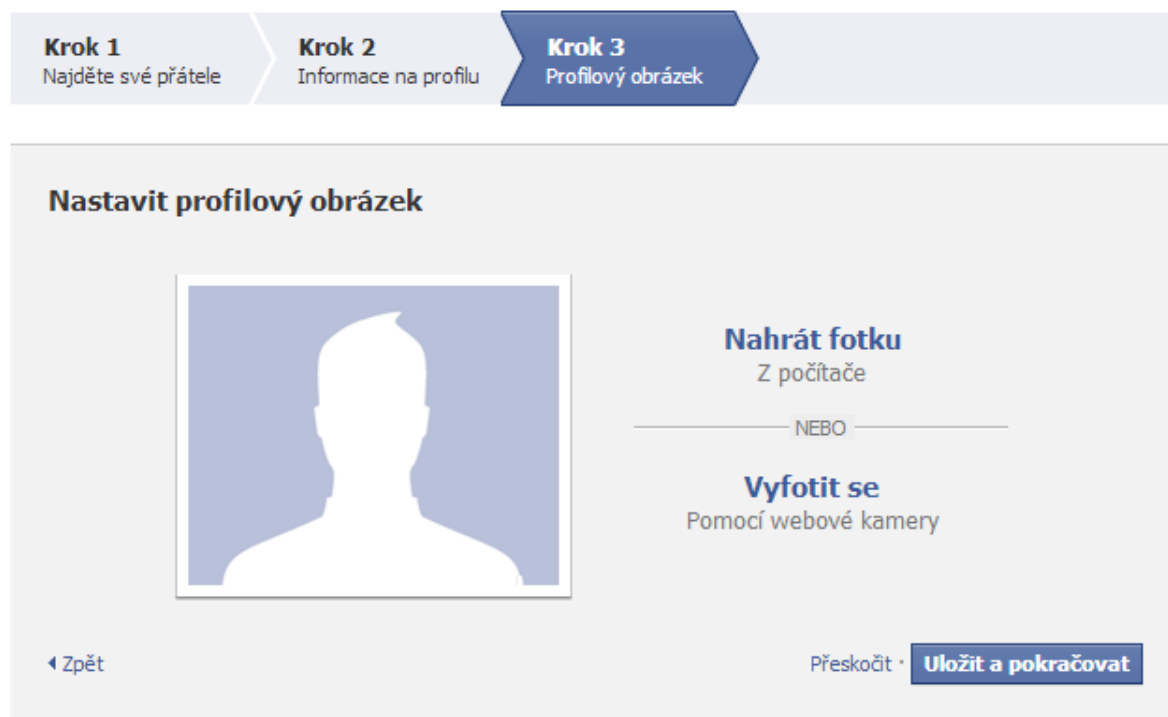 Krok 1
Najděte své přátele
Krok 2
Informace na profilu
Krok 3
Profilový obrázek
Nastavit profilový obrázek
Nahrát fotku
Z počítače
NEBO
Vyfotit se
Pomocí webové kamery
Zpět
Přeskočit · Uložit a pokračovat